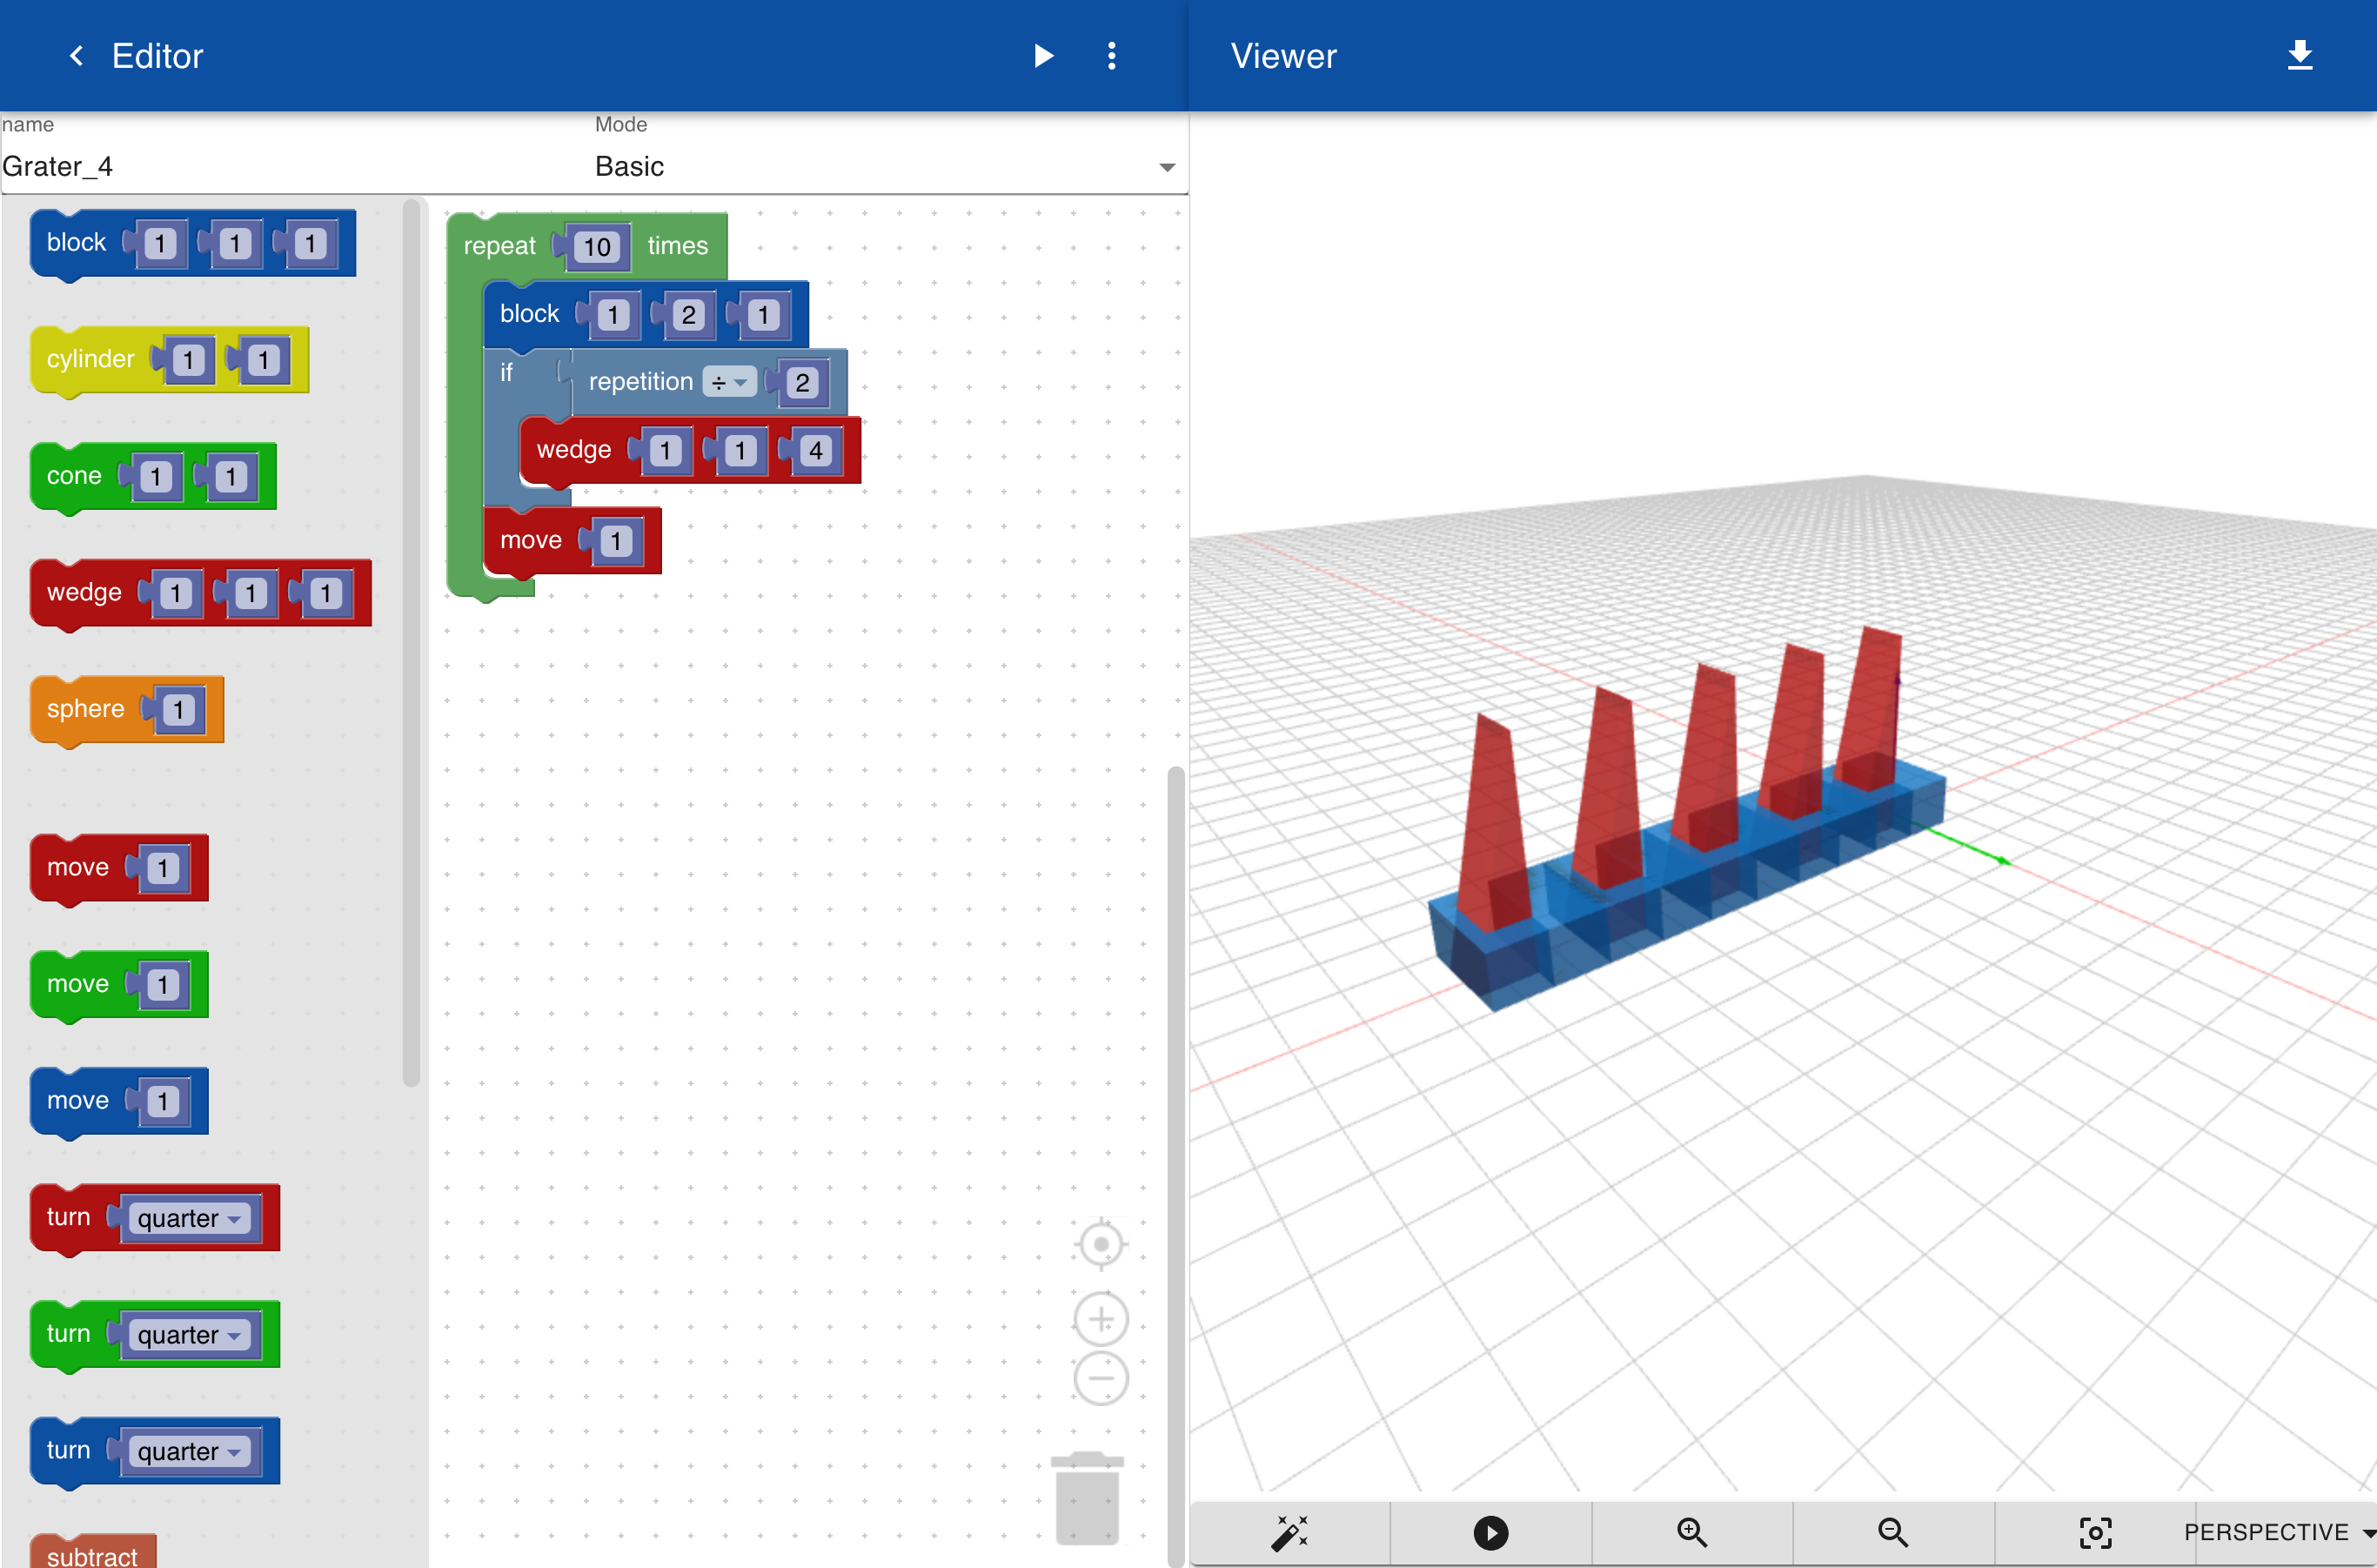 Editor
Viewer
name
Mode
Grater_4
Basic
block 1 1 1
cylinder 1 1
cone 1 1
wedge 1 1 1
sphere 1
move 1
move 1
move 1
turn quarter
turn quarter
turn quarter
subtract
repeat 10 times
block 1 2 1
if repetition ÷ 2
wedge 1 1 4
move 1
PERSPECTIVE